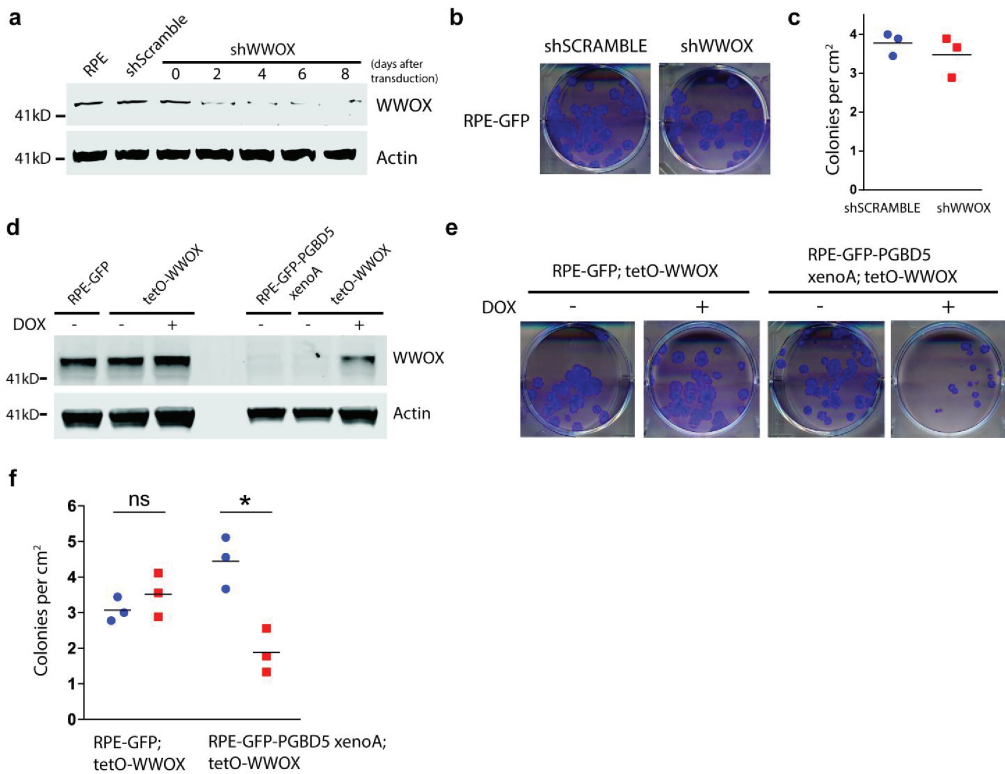 a
RPE
shScramble
shWWOX
0 2 4 6 8
(days after
transduction)
WWOX
41kD
41kD
Actin
b
shSCRAMBLE shWWOX
RPE-GFP
c
Colonies per cm²
4
3
2
1
0
shSCRAMBLE shWWOX
d
RPE-GFP
tetO-WWOX
RPE-GFP-PGBD5
xenoA
tetO-WWOX
DOX - - + - - +
WWOX
41kD
41kD
Actin
e
RPE-GFP; tetO-WWOX
RPE-GFP-PGBD5
xenoA; tetO-WWOX
DOX - + - +
f
ns
*
Colonies per cm²
6
5
4
3
2
1
0
RPE-GFP;
tetO-WWOX
RPE-GFP-PGBD5 xenoA;
tetO-WWOX